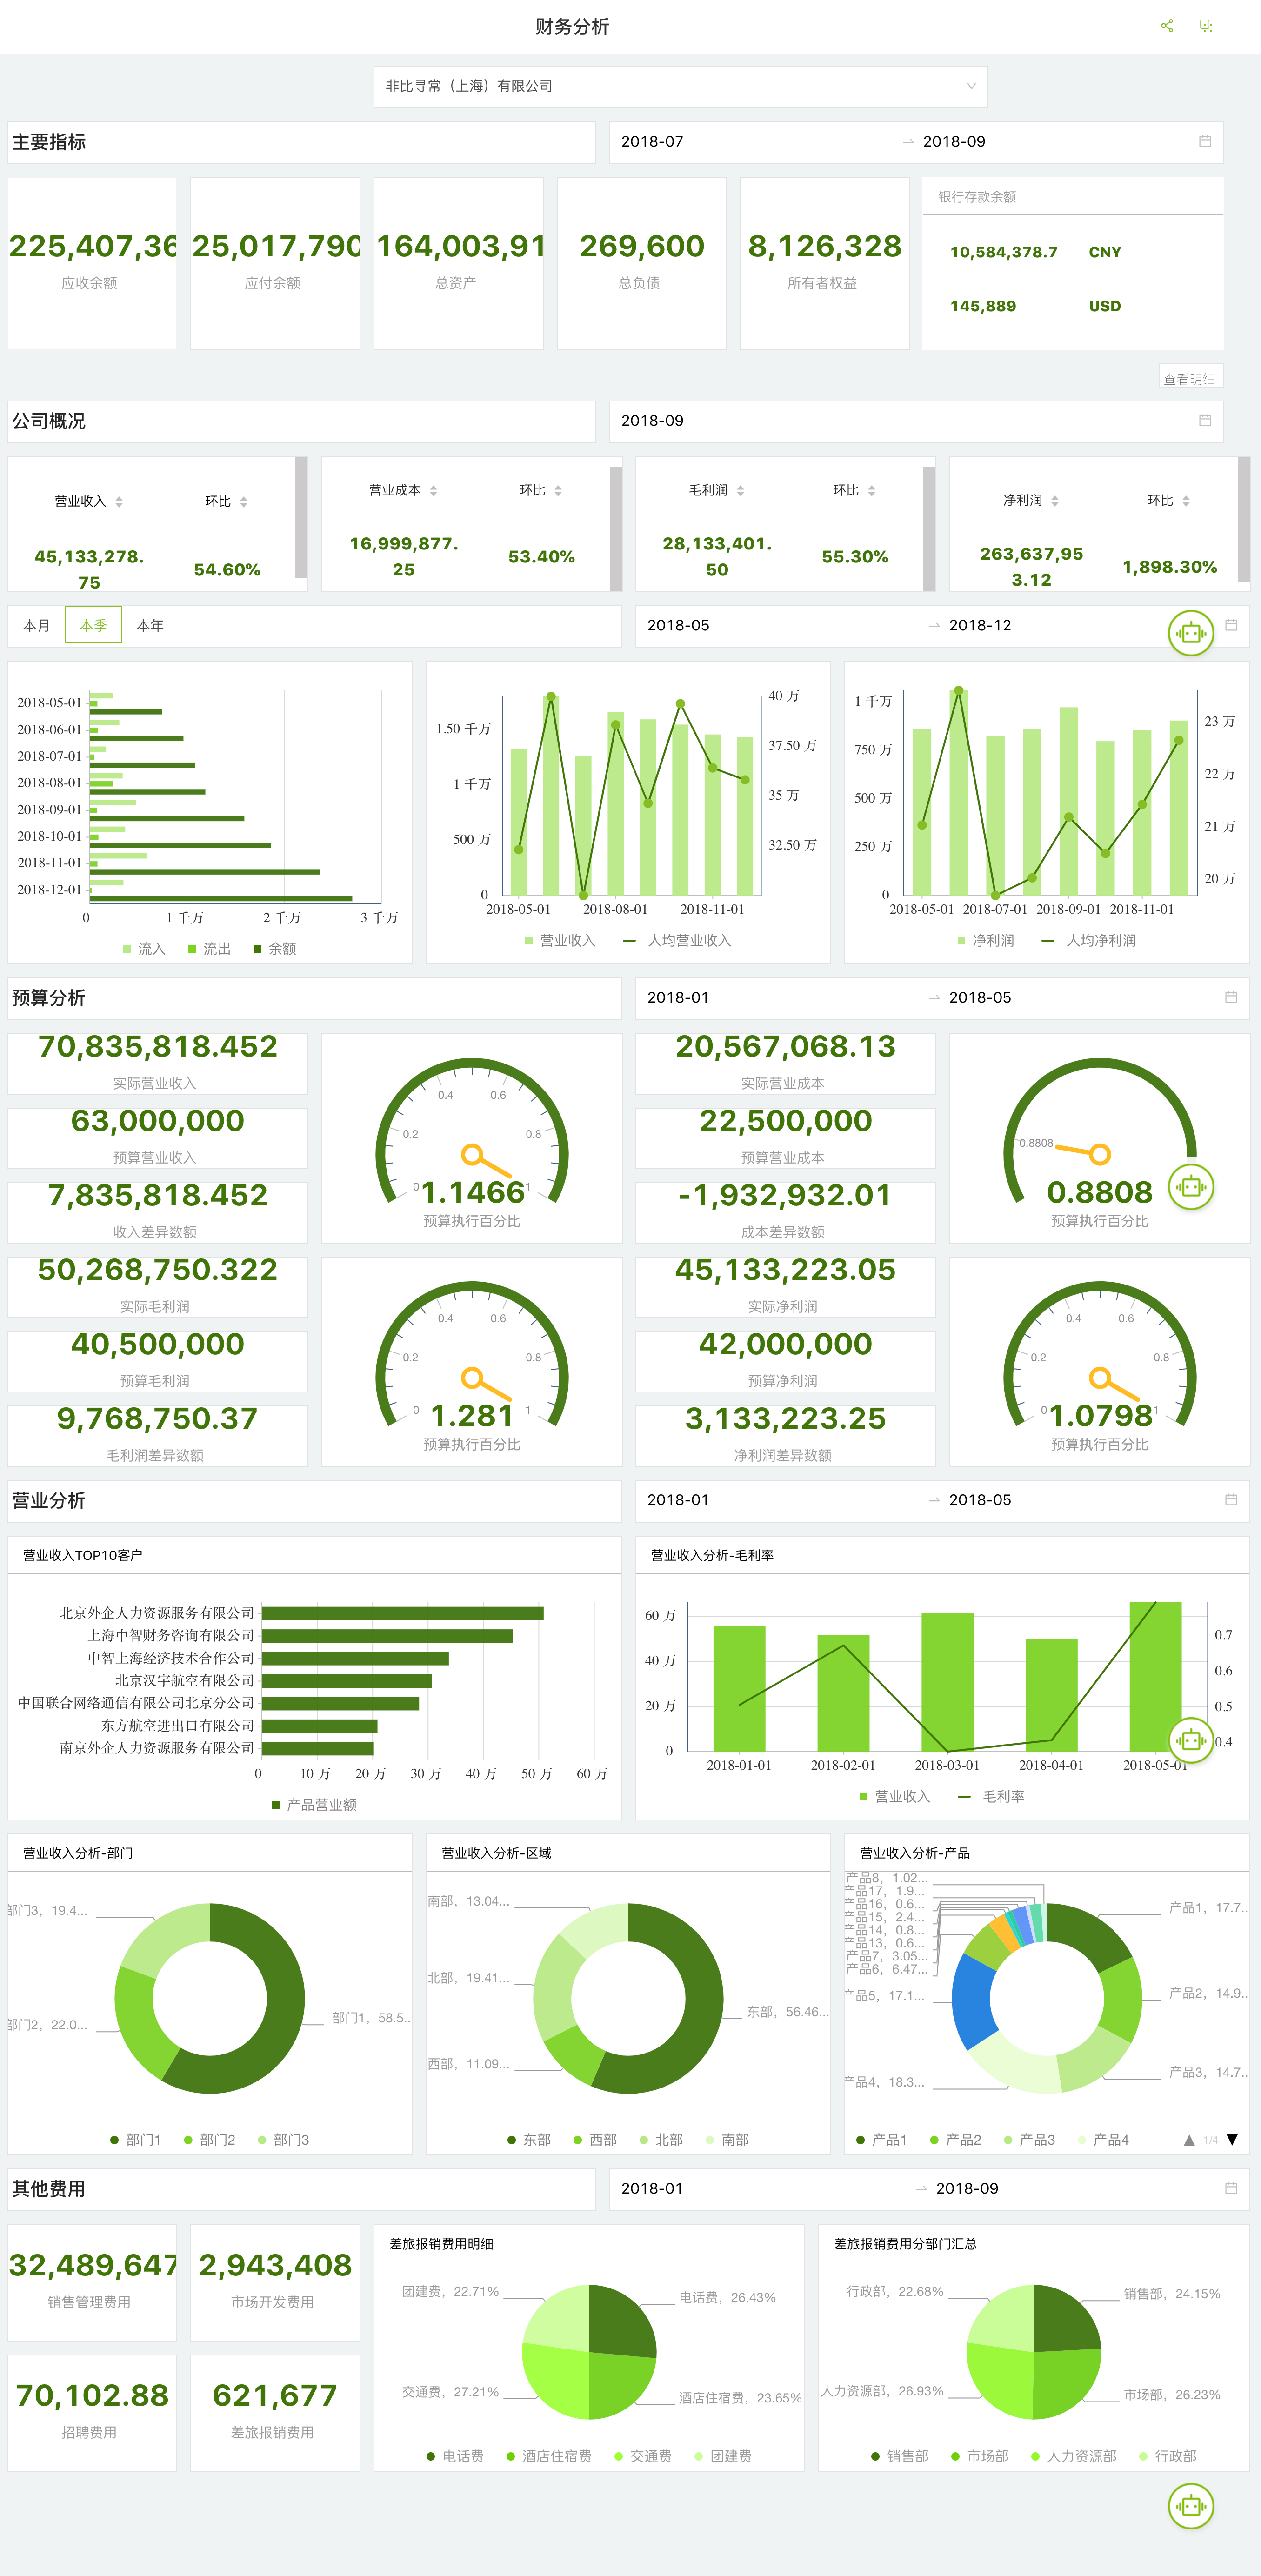 财务分析
非比寻常（上海）有限公司
主要指标
2018-07 → 2018-09
225,407,36
应收余额
25,017,790
应付余额
164,003,91
总资产
269,600
总负债
8,126,328
所有者权益
银行存款余额
10,584,378.7 CNY
145,889 USD
查看明细
公司概况
2018-09
营业收入 环比
45,133,278.
75
54.60%
营业成本 环比
16,999,877.
25
53.40%
毛利润 环比
28,133,401.
50
55.30%
净利润 环比
263,637,95
3.12
1,898.30%
本月 本季 本年
2018-05 → 2018-12
2018-05-01
2018-06-01
2018-07-01
2018-08-01
2018-09-01
2018-10-01
2018-11-01
2018-12-01
0 1 千万 2 千万 3 千万
流入 流出 余额
1.50 千万
1 千万
500 万
0
40 万
37.50 万
35 万
32.50 万
2018-05-01 2018-08-01 2018-11-01
营业收入 人均营业收入
1 千万
750 万
500 万
250 万
0
23 万
22 万
21 万
20 万
2018-05-01 2018-07-01 2018-09-01 2018-11-01
净利润 人均净利润
预算分析
2018-01 → 2018-05
70,835,818.452
实际营业收入
63,000,000
预算营业收入
7,835,818.452
收入差异数额
0 0.2 0.4 0.6 0.8 1
1.1466
预算执行百分比
20,567,068.13
实际营业成本
22,500,000
预算营业成本
-1,932,932.01
成本差异数额
0.8808
0.8808
预算执行百分比
50,268,750.322
实际毛利润
40,500,000
预算毛利润
9,768,750.37
毛利润差异数额
0 0.2 0.4 0.6 0.8 1
1.281
预算执行百分比
45,133,223.05
实际净利润
42,000,000
预算净利润
3,133,223.25
净利润差异数额
0 0.2 0.4 0.6 0.8 1
1.0798
预算执行百分比
营业分析
2018-01 → 2018-05
营业收入TOP10客户
北京外企人力资源服务有限公司
上海中智财务咨询有限公司
中智上海经济技术合作公司
北京汉宇航空有限公司
中国联合网络通信有限公司北京分公司
东方航空进出口有限公司
南京外企人力资源服务有限公司
0 10 万 20 万 30 万 40 万 50 万 60 万
产品营业额
营业收入分析-毛利率
60 万
40 万
20 万
0
0.7
0.6
0.5
0.4
2018-01-01 2018-02-01 2018-03-01 2018-04-01 2018-05-01
营业收入 毛利率
营业收入分析-部门
部门3，19.4...
部门2，22.0...
部门1，58.5..
部门1 部门2 部门3
营业收入分析-区域
南部，13.04...
北部，19.41...
西部，11.09...
东部，56.46...
东部 西部 北部 南部
营业收入分析-产品
产品8，1.02...
产品17，1.9...
产品16，0.6...
产品15，2.4...
产品14，0.8...
产品13，0.6...
产品7，3.05...
产品6，6.47...
产品5，17.1...
产品4，18.3...
产品1，17.7..
产品2，14.9..
产品3，14.7..
产品1 产品2 产品3 产品4 ▲ 1/4 ▼
其他费用
2018-01 → 2018-09
32,489,647
销售管理费用
2,943,408
市场开发费用
70,102.88
招聘费用
621,677
差旅报销费用
差旅报销费用明细
团建费，22.71%
电话费，26.43%
交通费，27.21%
酒店住宿费，23.65%
电话费 酒店住宿费 交通费 团建费
差旅报销费用分部门汇总
行政部，22.68%
销售部，24.15%
人力资源部，26.93%
市场部，26.23%
销售部 市场部 人力资源部 行政部